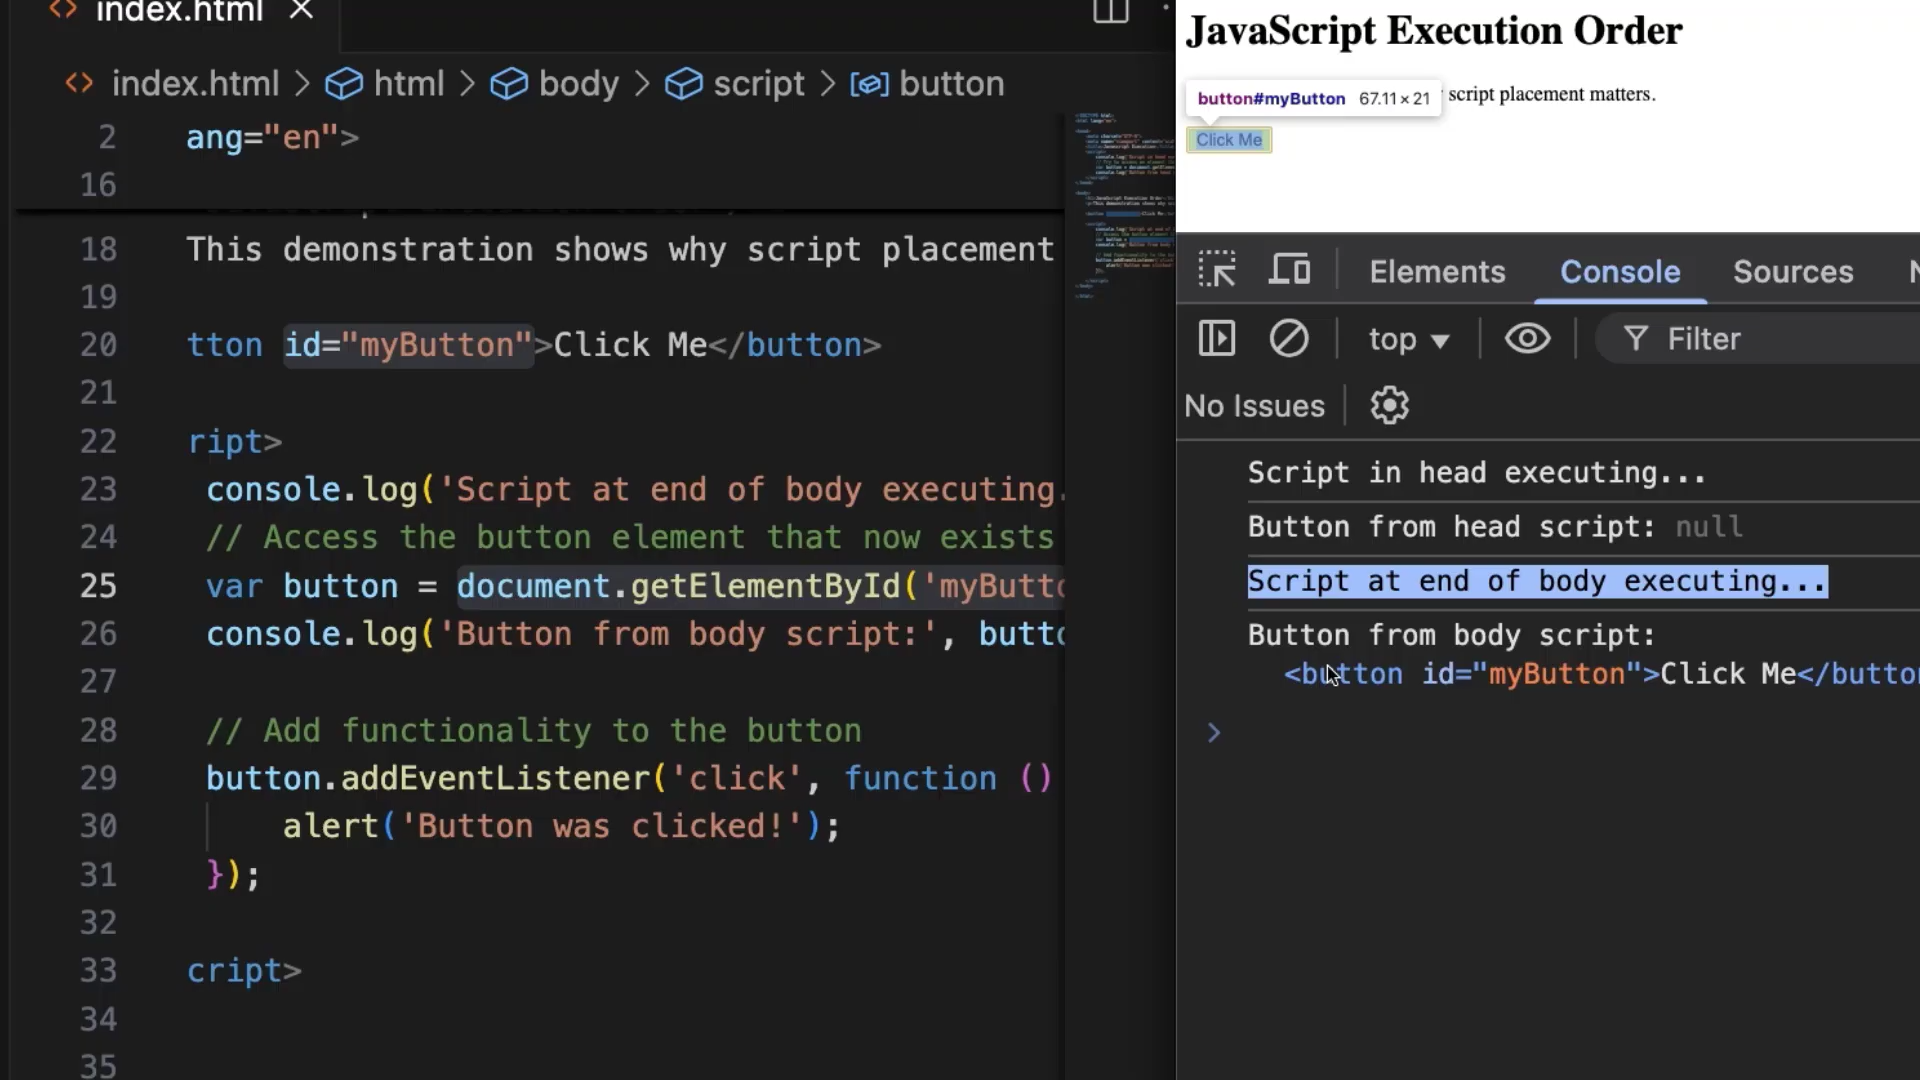 index.html
index.html > html > body > script > button
2 ang="en">
16
18 This demonstration shows why script placement
19
20 tton id="myButton">Click Me</button>
21
22 ript>
23 console.log('Script at end of body executing.
24 // Access the button element that now exists
25 var button = document.getElementById('myButto
26 console.log('Button from body script:', butto
27
28 // Add functionality to the button
29 button.addEventListener('click', function ()
30 alert('Button was clicked!');
31 });
32
33 cript>
34
35
JavaScript Execution Order
button#myButton 67.11×21
script placement matters.
Click Me
Elements Console Sources
top Filter
No Issues
Script in head executing...
Button from head script: null
Script at end of body executing...
Button from body script:
<button id="myButton">Click Me</button
>